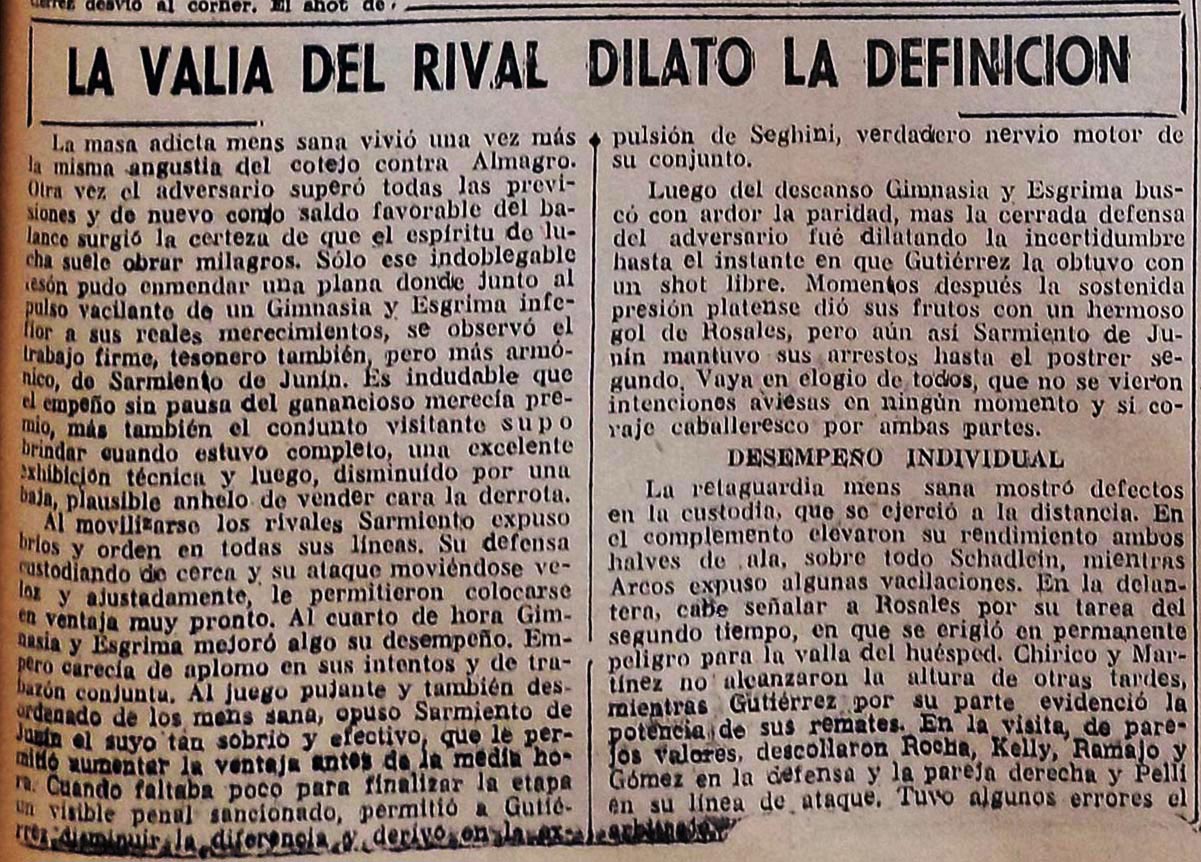 desvió al corner. El shot de
LA VALIA DEL RIVAL DILATO LA DEFINICION
La masa adicta mens sana vivió una vez más
la misma angustia del cotejo contra Almagro.
Otra vez el adversario superó todas las previ-
siones y de nuevo como saldo favorable del ba-
lance surgió la certeza de que el espíritu de lu-
cha suele obrar milagros. Sólo ese indoblegable
tesón pudo enmendar una plana donde junto al
pulso vacilante de un Gimnasia y Esgrima infe-
rior a sus reales merecimientos, se observó el
trabajo firme, tesonero también, pero más armó-
nico, de Sarmiento de Junín. Es indudable que
el empeño sin pausa del ganancioso merecía pre-
mio, más también el conjunto visitante supo
brindar cuando estuvo completo, una excelente
exhibición técnica y luego, disminuído por una
baja, plausible anhelo de vender cara la derrota.
Al movilizarse los rivales Sarmiento expuso
bríos y orden en todas sus líneas. Su defensa
custodiando de cerca y su ataque moviéndose ve-
loz y ajustadamente, le permitieron colocarse
en ventaja muy pronto. Al cuarto de hora Gim-
nasia y Esgrima mejoró algo su desempeño. Em-
pero carecía de aplomo en sus intentos y de tra-
bazón conjunta. Al juego pujante y también des-
ordenado de los mens sana, opuso Sarmiento de
Junín el suyo tan sobrio y efectivo, que le per-
mitió aumentar la ventaja antes de la media ho-
ra. Cuando faltaba poco para finalizar la etapa
un visible penal sancionado, permitió a Gutié-
rrez disminuir la diferencia y derivó en la ex-
pulsión de Seghini, verdadero nervio motor de
su conjunto.
Luego del descanso Gimnasia y Esgrima bus-
có con ardor la paridad, mas la cerrada defensa
del adversario fué dilatando la incertidumbre
hasta el instante en que Gutiérrez la obtuvo con
un shot libre. Momentos después la sostenida
presión platense dió sus frutos con un hermoso
gol de Rosales, pero aún así Sarmiento de Ju-
nín mantuvo sus arrestos hasta el postrer se-
gundo. Vaya en elogio de todos, que no se vieron
intenciones aviesas en ningún momento y si co-
raje caballeresco por ambas partes.
DESEMPEÑO INDIVIDUAL
La retaguardia mens sana mostró defectos
en la custodia, que se ejerció a la distancia. En
el complemento elevaron su rendimiento ambos
halves de ala, sobre todo Schadlein, mientras
Arcos expuso algunas vacilaciones. En la delan-
tera, cabe señalar a Rosales por su tarea del
segundo tiempo, en que se erigió en permanente
peligro para la valla del huésped. Chirico y Mar-
tínez no alcanzaron la altura de otras tardes,
mientras Gutiérrez por su parte evidenció la
potencia de sus remates. En la visita, de pare-
jos valores, descollaron Rocha, Kelly, Ramajo y
Gómez en la defensa y la pareja derecha y Pelli
en su línea de ataque. Tuvo algunos errores el